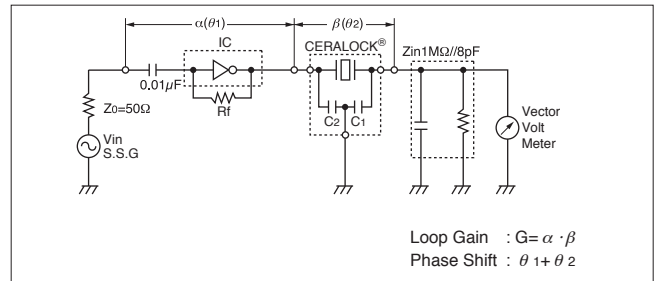 α(θ1)
β(θ2)
IC
CERALOCK®
Zin1MΩ//8pF
0.01μF
Z0=50Ω
Rf
C2
C1
Vector
Volt
Meter
Vin
S.S.G
Loop Gain : G= α ·β
Phase Shift : θ 1+ θ 2